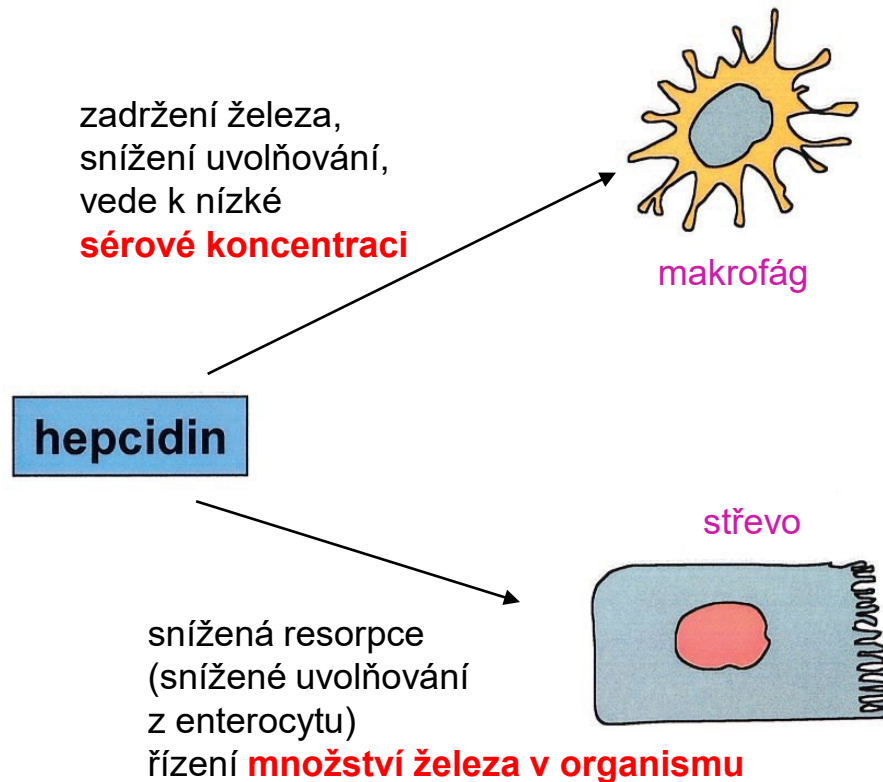 zadržení železa,
snížení uvolňování,
vede k nízké
sérové koncentraci
makrofág
hepcidin
střevo
snížená resorpce
(snížené uvolňování
z enterocytu)
řízení množství železa v organismu